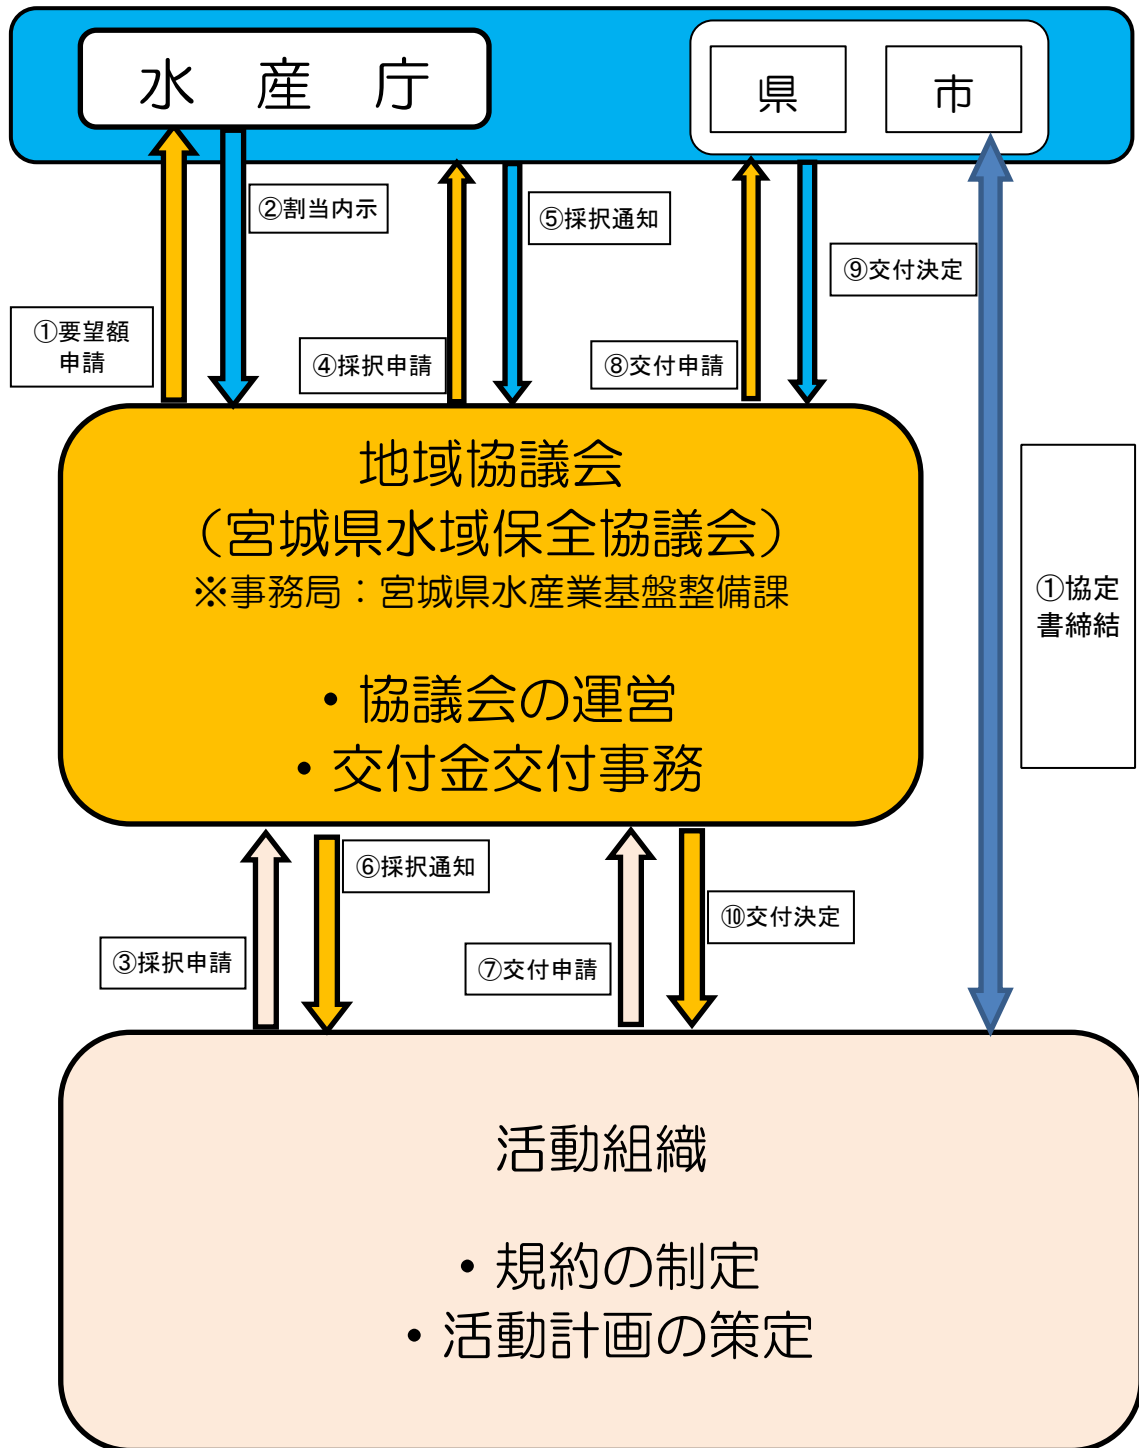 水 産 庁
県
市
②割当内示
⑤採択通知
⑨交付決定
①要望額
申請
④採択申請
⑧交付申請
地域協議会
（宮城県水域保全協議会）
※事務局：宮城県水産業基盤整備課
・協議会の運営
・交付金交付事務
①協定
書締結
⑥採択通知
⑩交付決定
③採択申請
⑦交付申請
活動組織
・規約の制定
・活動計画の策定